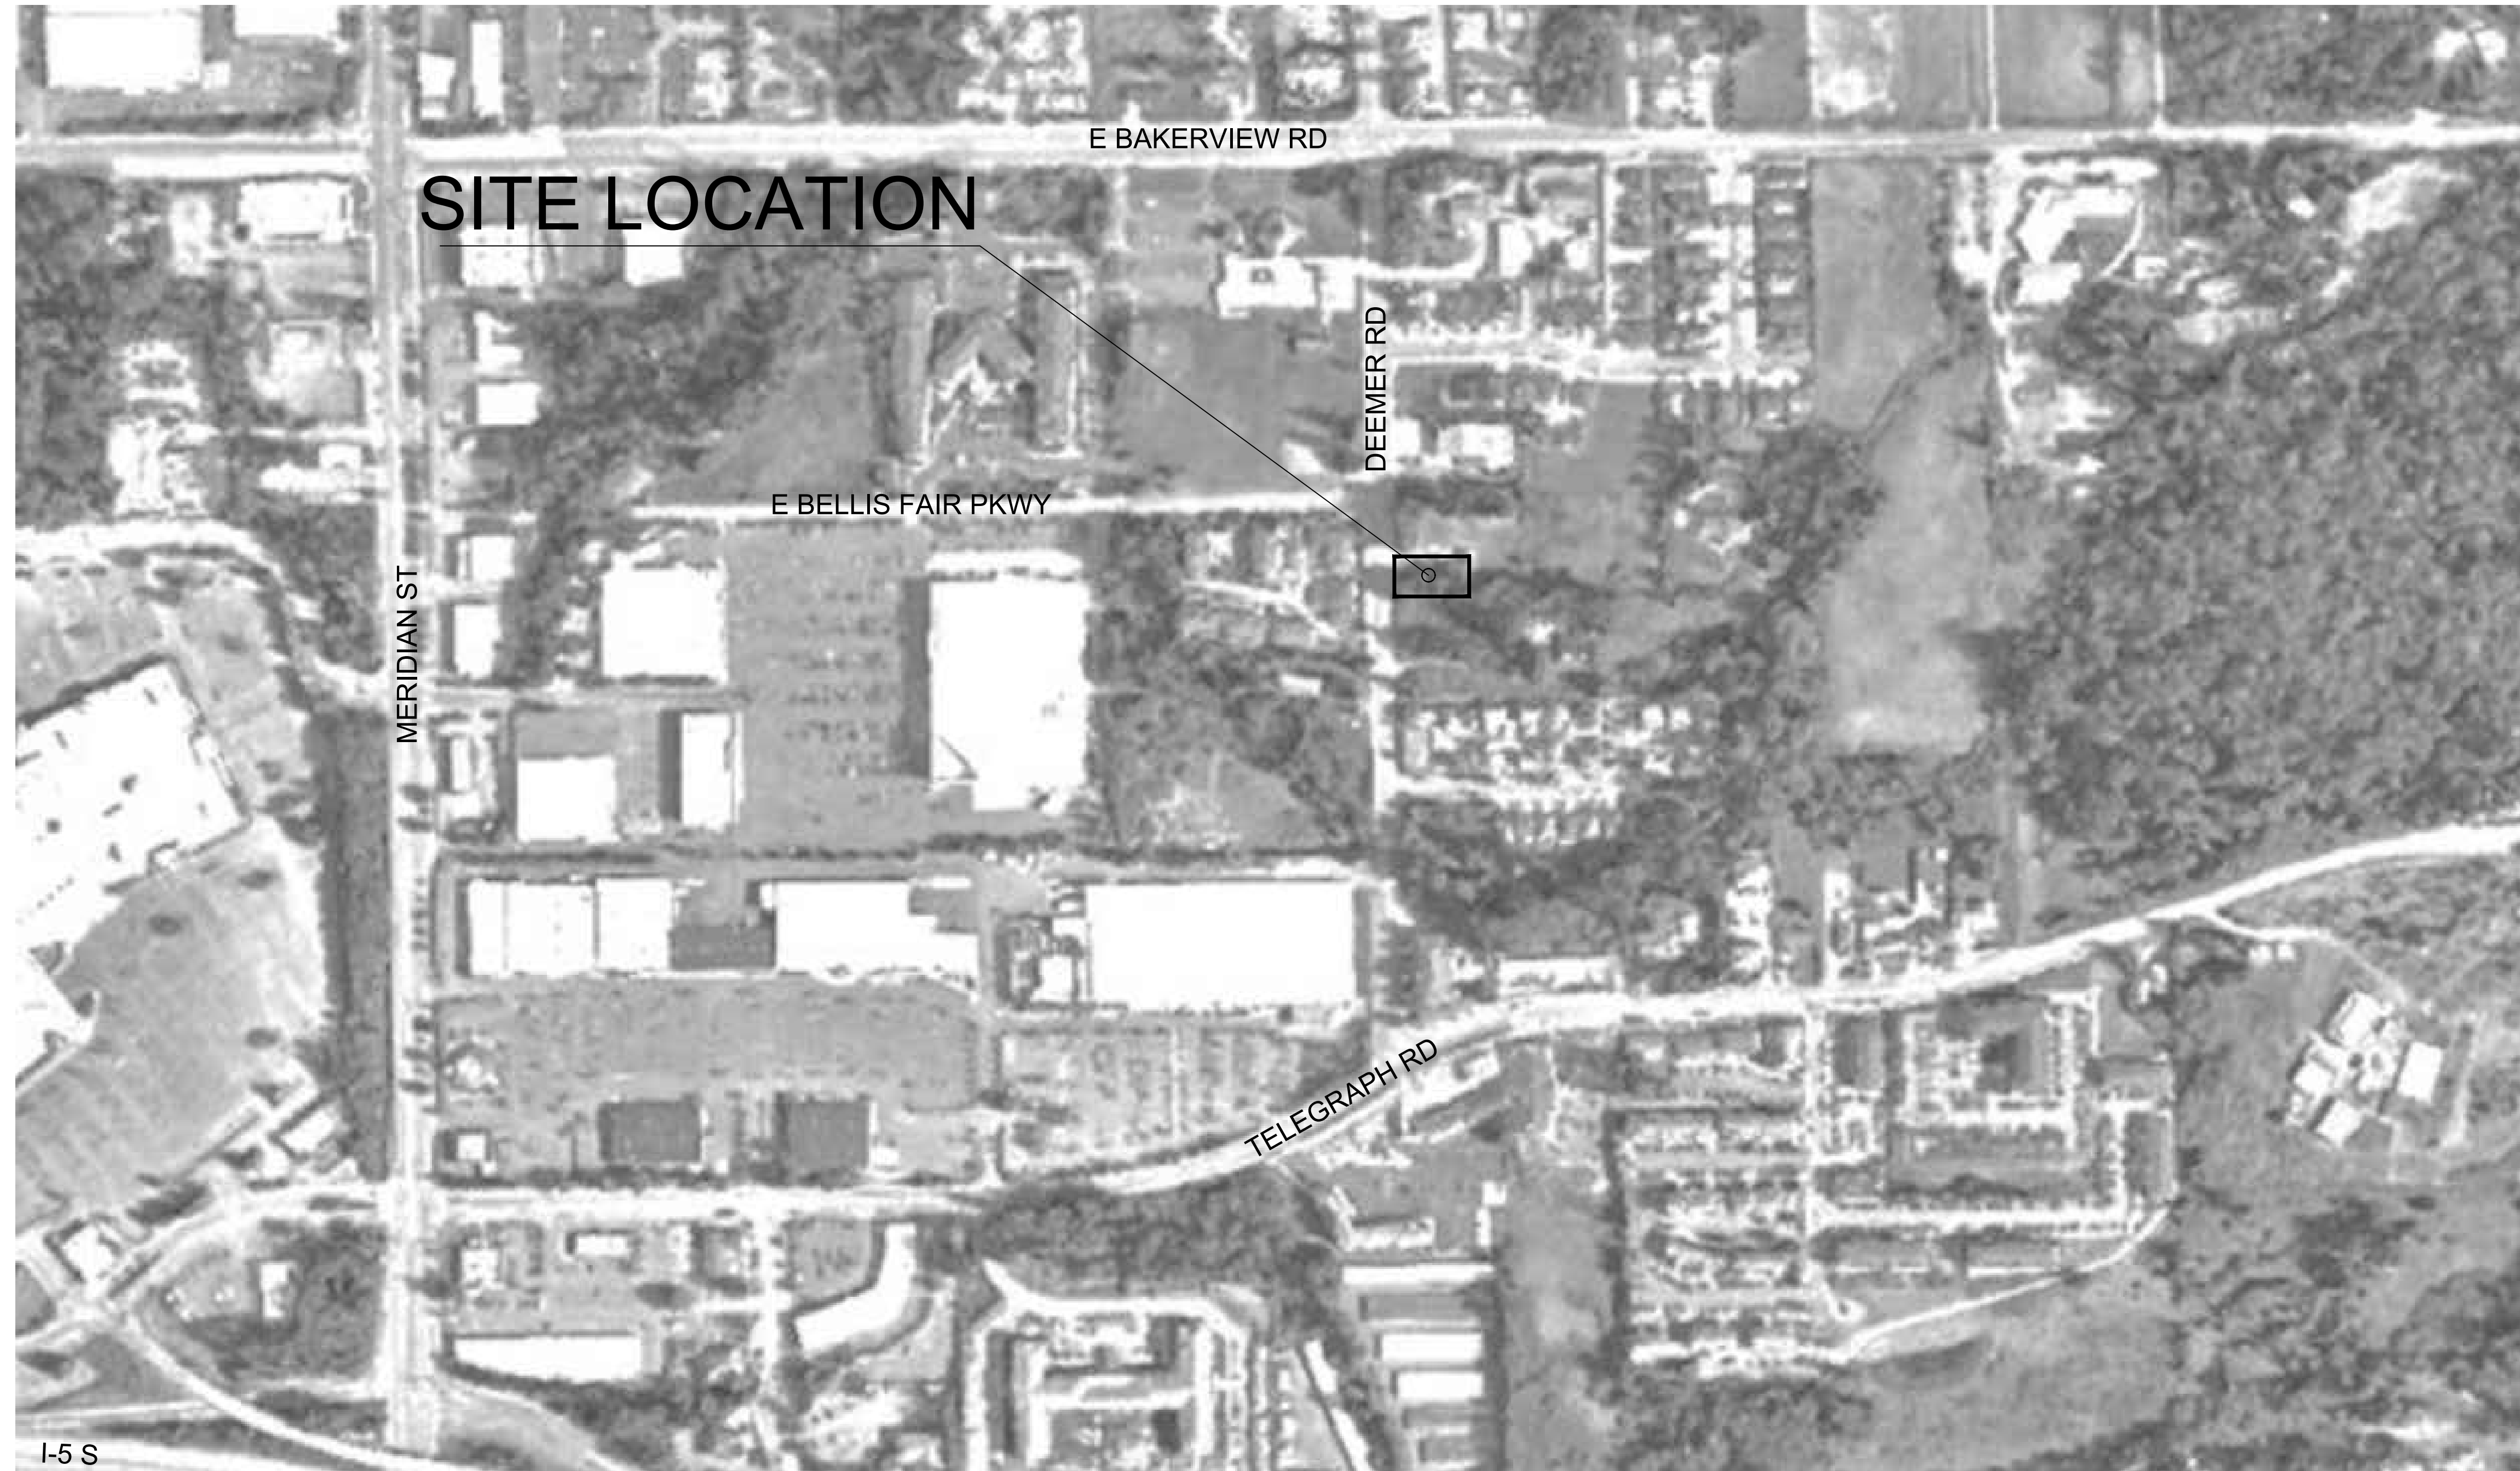 E BAKERVIEW RD
SITE LOCATION
DEEMER RD
E BELLIS FAIR PKWY
MERIDIAN ST
TELEGRAPH RD
I-5 S